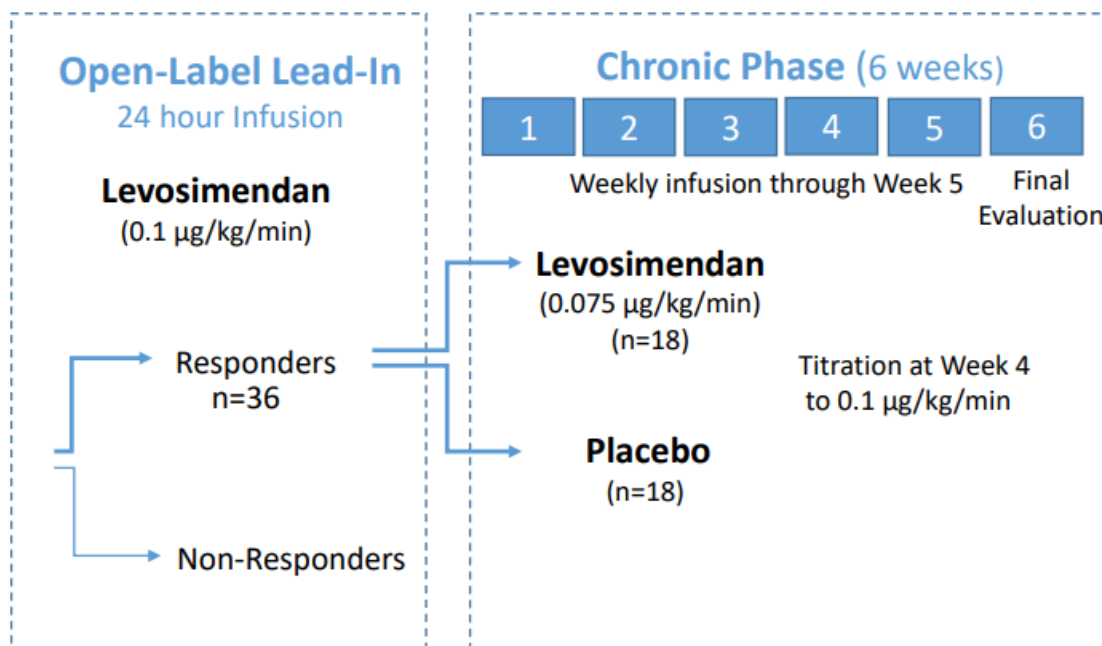 Open-Label Lead-In
24 hour Infusion
Levosimendan
(0.1 µg/kg/min)
Responders
n=36
Non-Responders
Chronic Phase (6 weeks)
1 2 3 4 5 6
Weekly infusion through Week 5
Final
Evaluation
Levosimendan
(0.075 µg/kg/min)
(n=18)
Titration at Week 4
to 0.1 µg/kg/min
Placebo
(n=18)